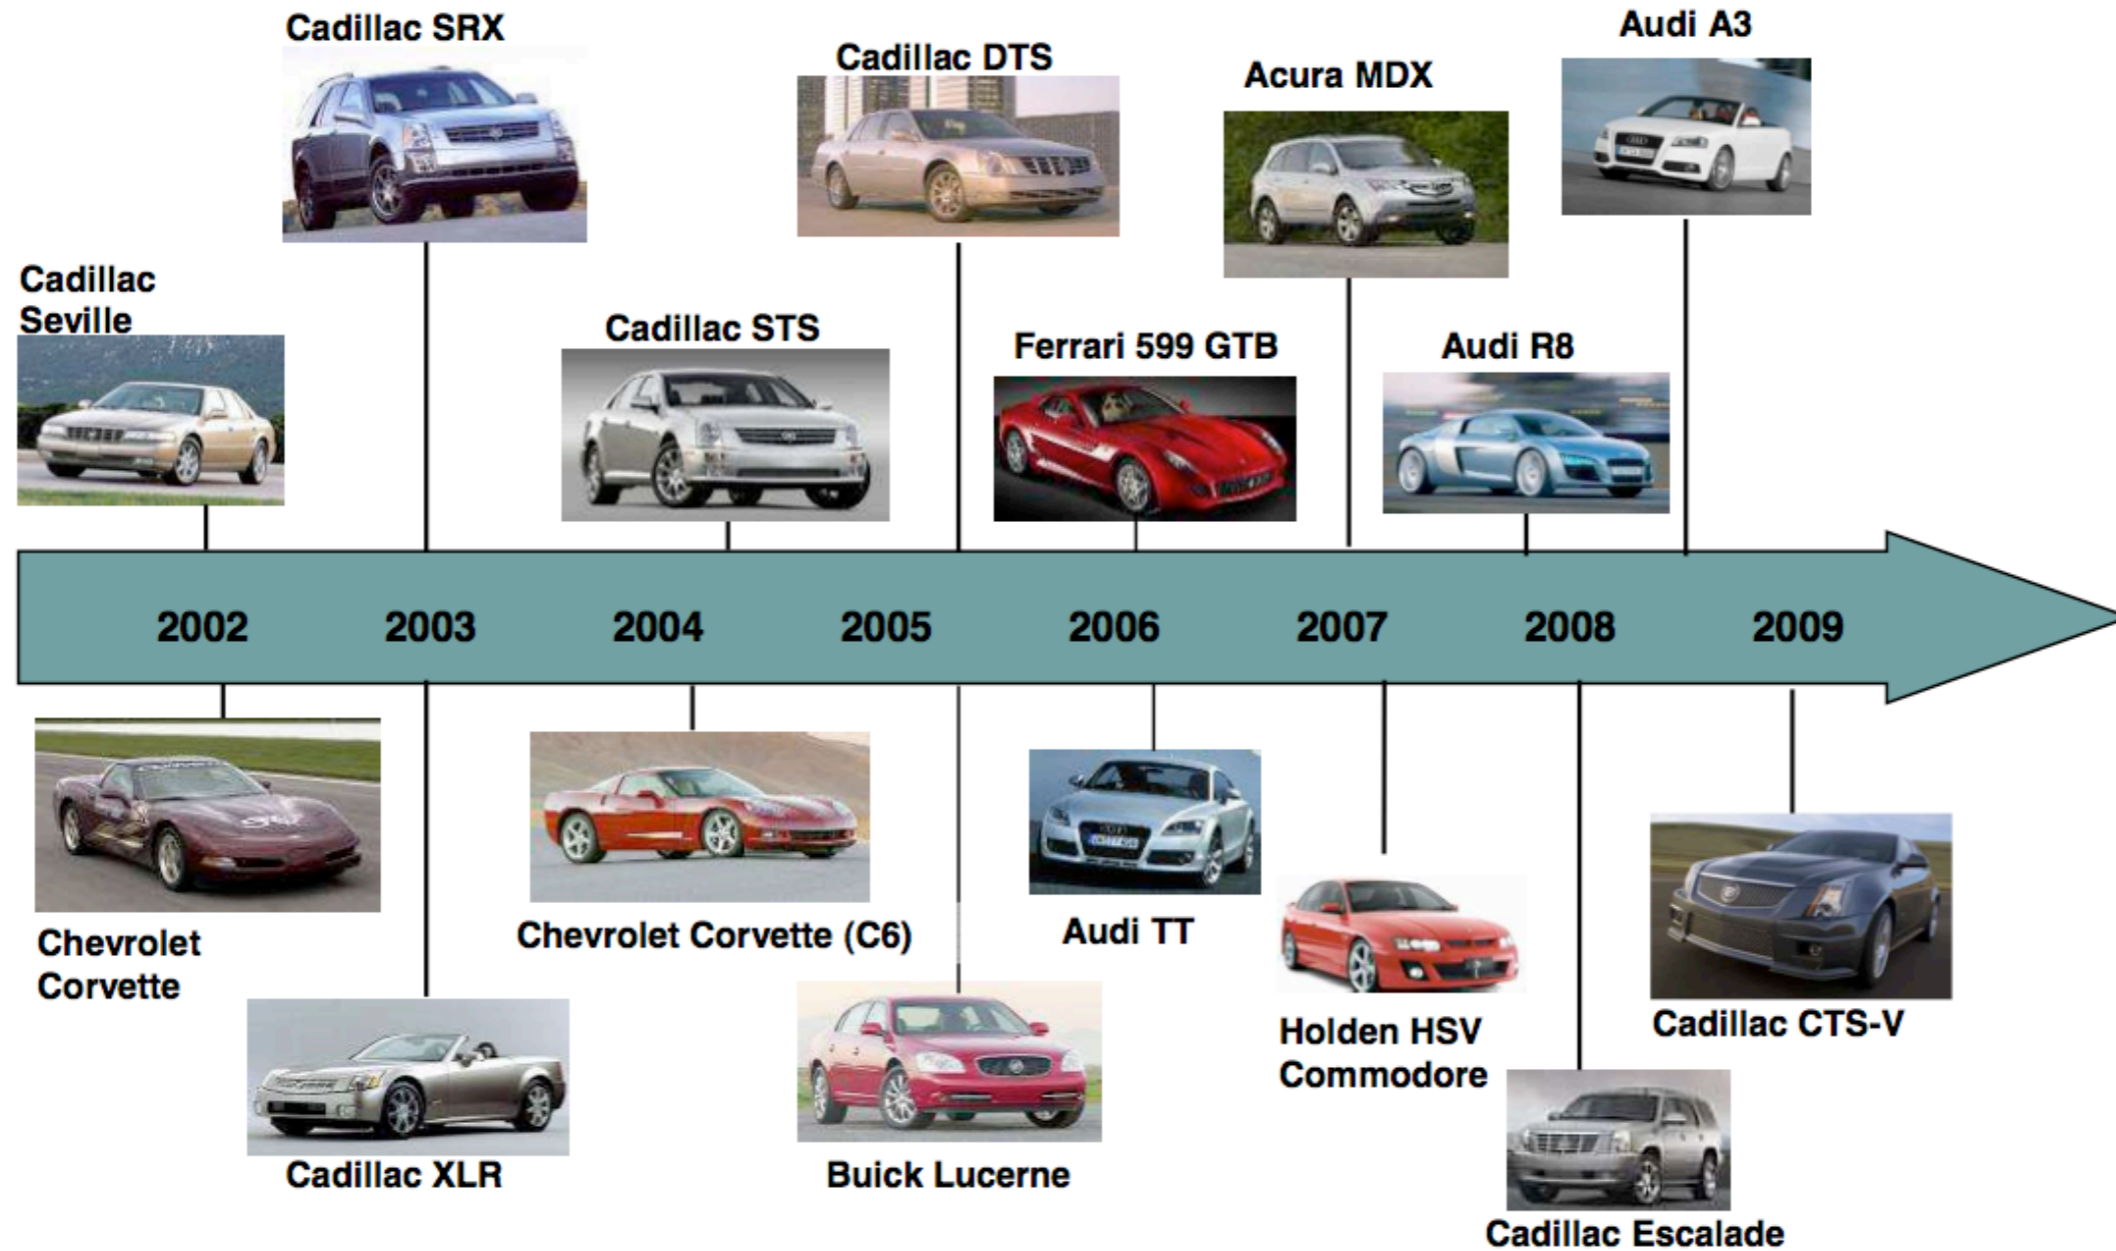 Cadillac SRX
Cadillac DTS
Acura MDX
Audi A3
Cadillac
Seville
Cadillac STS
Ferrari 599 GTB
Audi R8
2002 2003 2004 2005 2006 2007 2008 2009
Chevrolet
Corvette
Cadillac XLR
Chevrolet Corvette (C6)
Buick Lucerne
Audi TT
Holden HSV
Commodore
Cadillac Escalade
Cadillac CTS-V